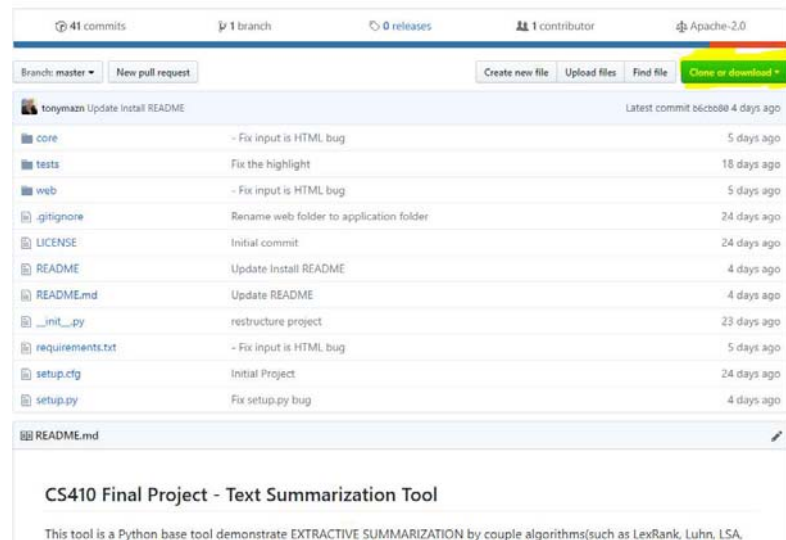 41 commits 1 branch 0 releases 1 contributor Apache-2.0
Branch: master New pull request Create new file Upload files Find file Clone or download
tonymazn Update Install README Latest commit b6cbb80 4 days ago
core - Fix input is HTML bug 5 days ago
tests Fix the highlight 18 days ago
web - Fix input is HTML bug 5 days ago
.gitignore Rename web folder to application folder 24 days ago
LICENSE Initial commit 24 days ago
README Update Install README 4 days ago
README.md Update README 4 days ago
__init__.py restructure project 23 days ago
requirements.txt - Fix input is HTML bug 5 days ago
setup.cfg Initial Project 24 days ago
setup.py Fix setup.py bug 4 days ago
README.md
CS410 Final Project - Text Summarization Tool
This tool is a Python base tool demonstrate EXTRACTIVE SUMMARIZATION by couple algorithms(such as LexRank, Luhn, LSA,